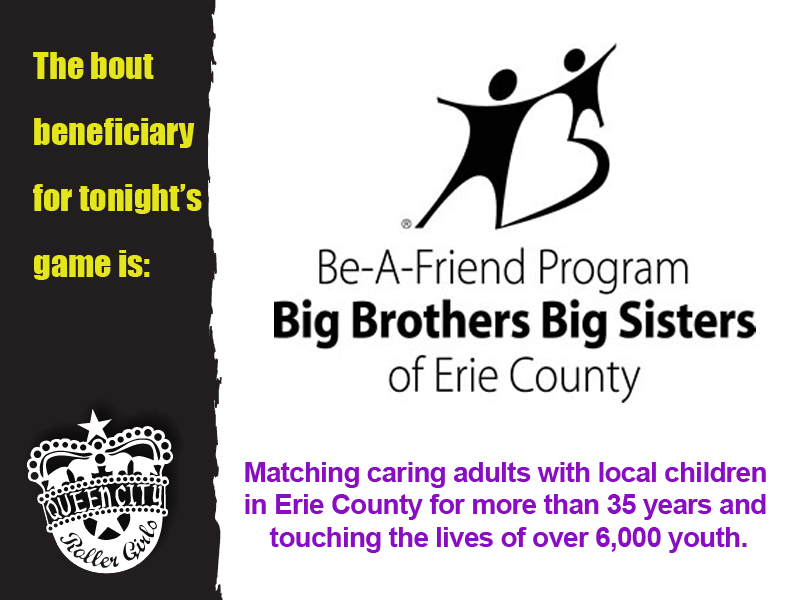 The bout
beneficiary
for tonight's
game is:
QUEEN CITY
Roller Girls
®
Be-A-Friend Program
Big Brothers Big Sisters
of Erie County
Matching caring adults with local children
in Erie County for more than 35 years and
touching the lives of over 6,000 youth.